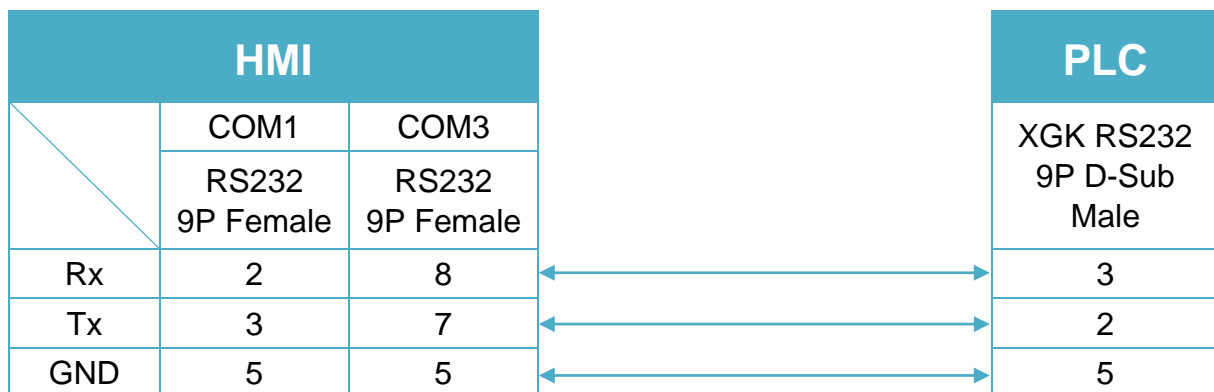 HMI
PLC
COM1 COM3
XGK RS232
9P D-Sub
Male
RS232 RS232
9P Female 9P Female
Rx 2 8 3
Tx 3 7 2
GND 5 5 5